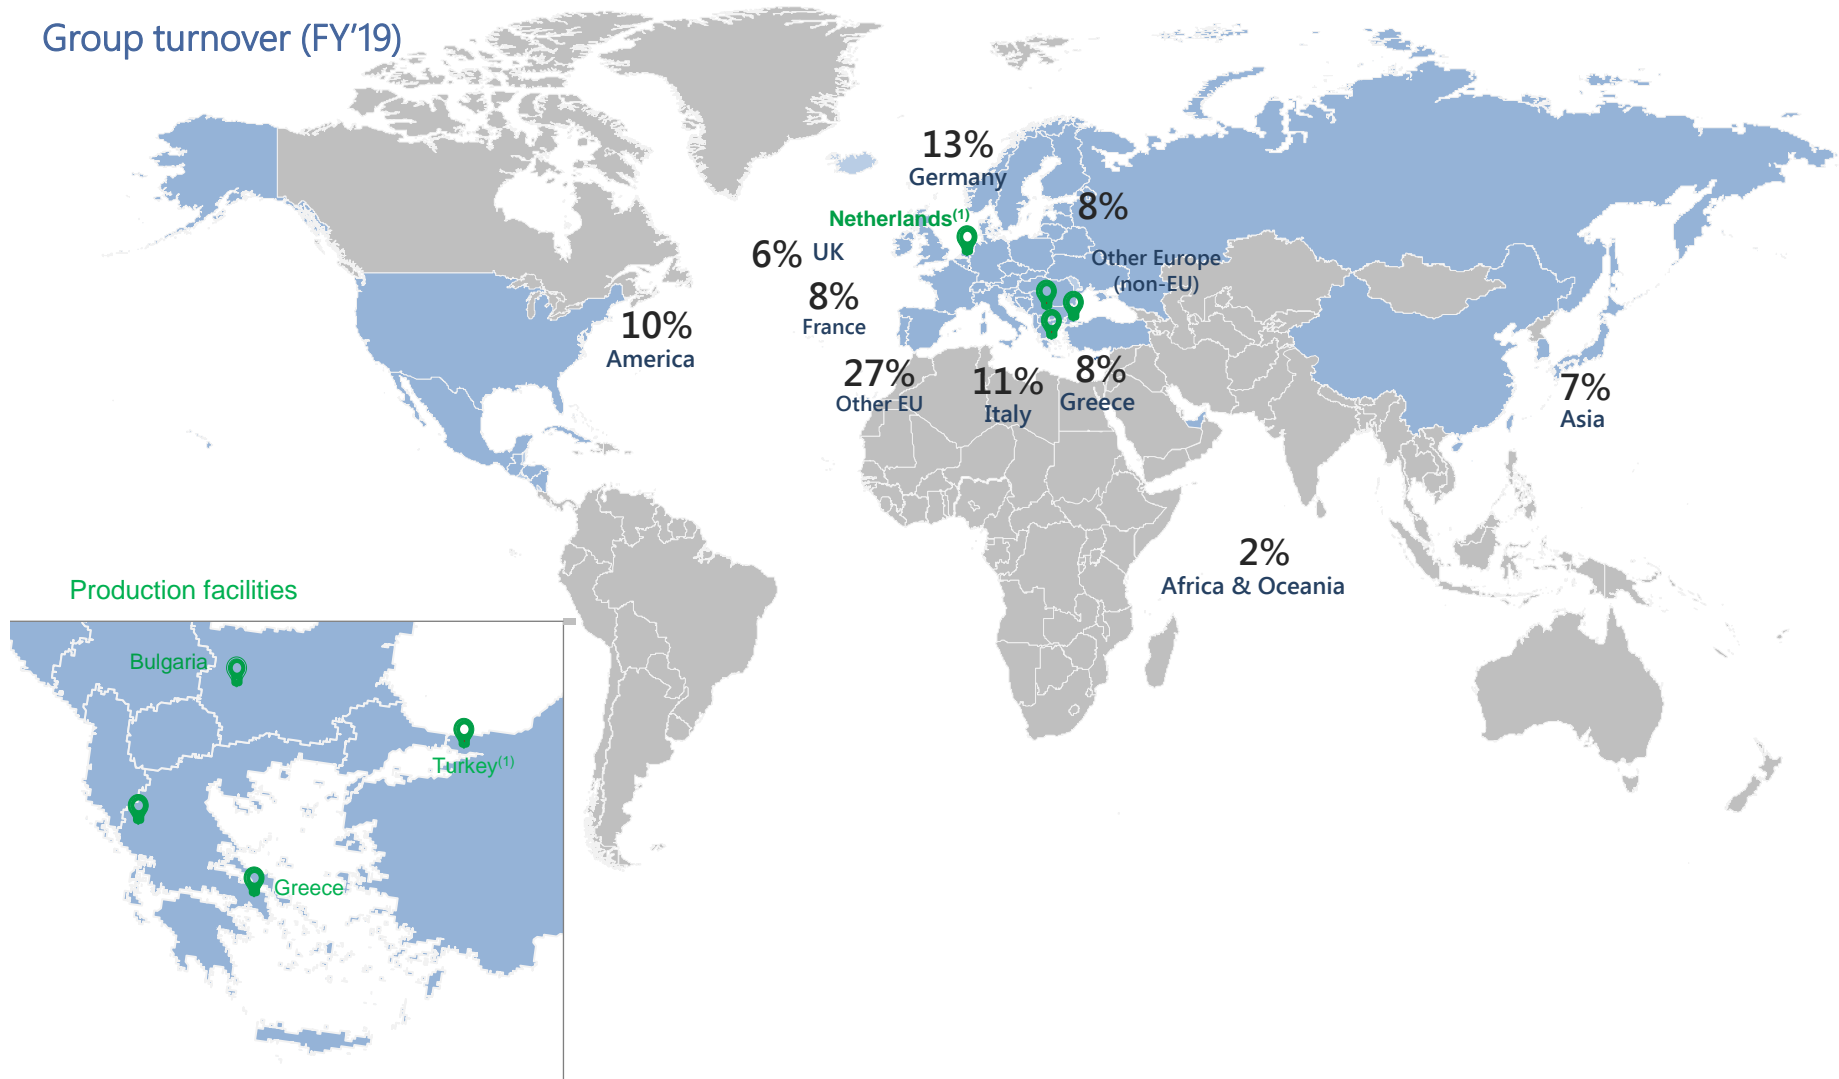 Group turnover (FY'19)
13%
Germany
8%
Netherlands(1)
6% UK
Other Europe
(non-EU)
8%
France
10%
America
27%
Other EU
11%
Italy
8%
Greece
7%
Asia
2%
Africa & Oceania
Production facilities
Bulgaria
Turkey(1)
Greece